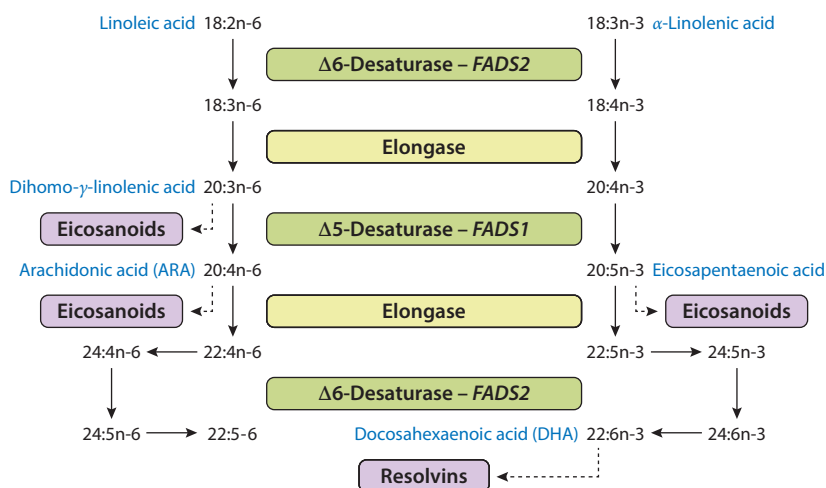 Linoleic acid 18:2n-6 18:3n-3 α-Linolenic acid
Δ6-Desaturase – FADS2
18:3n-6 18:4n-3
Elongase
Dihomo-γ-linolenic acid 20:3n-6 20:4n-3
Eicosanoids Δ5-Desaturase – FADS1
Arachidonic acid (ARA) 20:4n-6 20:5n-3 Eicosapentaenoic acid
Eicosanoids Elongase Eicosanoids
24:4n-6 22:4n-6 22:5n-3 24:5n-3
Δ6-Desaturase – FADS2
24:5n-6 22:5-6 Docosahexaenoic acid (DHA) 22:6n-3 24:6n-3
Resolvins